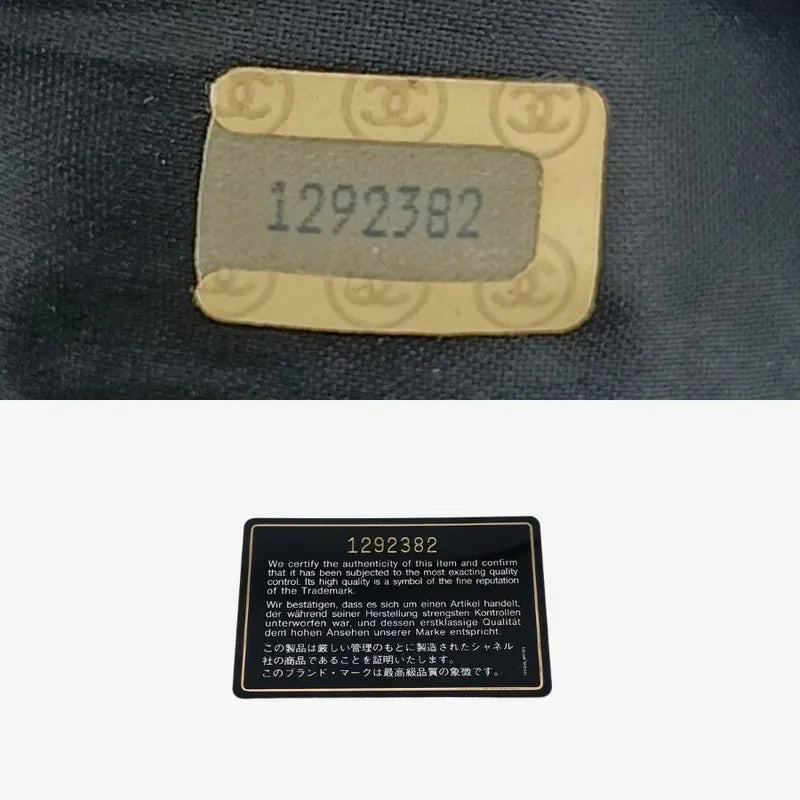 1292382
1292382
We certify the authenticity of this item and confirm
that it has been subjected to the most exacting quality
control. Its high quality is a symbol of the fine reputation
of the Trademark.
Wir bestätigen, dass es sich um einen Artikel handelt,
der während seiner Herstellung strengsten Kontrollen
unterworfen war, und dessen erstklassige Qualität
dem hohen Ansehen unserer Marke entspricht.
この製品は厳しい管理のもとに製造されたシャネル
社の商品であることを証明いたします。
このブランド・マークは最高級品質の象徴です。